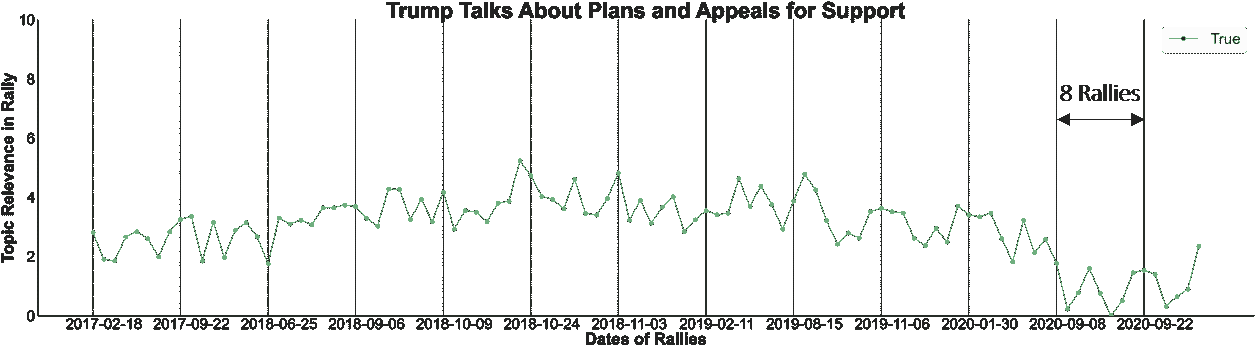 Trump Talks About Plans and Appeals for Support
10
8
6
4
2
0
Topic Relevance in Rally
True
8 Rallies
2017-02-18 2017-09-22 2018-06-25 2018-09-06 2018-10-09 2018-10-24 2018-11-03 2019-02-11 2019-08-15 2019-11-06 2020-01-30 2020-09-08 2020-09-22
Dates of Rallies